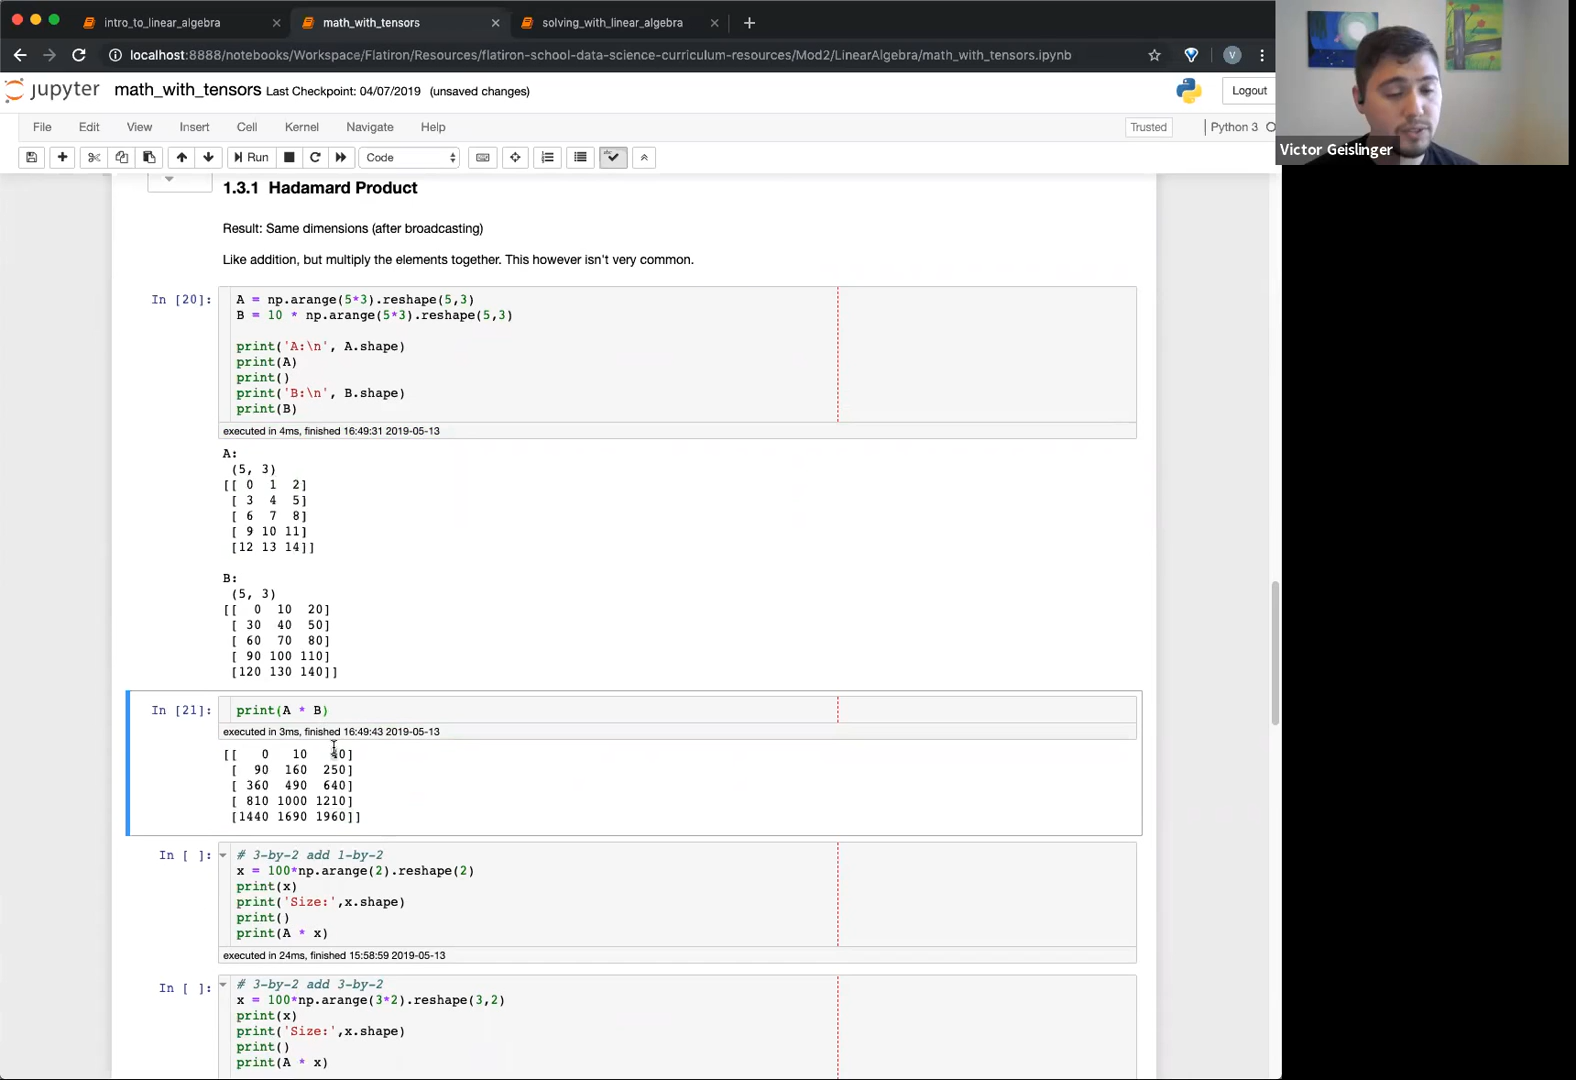 intro_to_linear_algebra
math_with_tensors
solving_with_linear_algebra
localhost:8888/notebooks/Workspace/Flatiron/Resources/flatiron-school-data-science-curriculum-resources/Mod2/LinearAlgebra/math_with_tensors.ipynb
V
jupyter math_with_tensors Last Checkpoint: 04/07/2019 (unsaved changes)
Logout
File Edit View Insert Cell Kernel Navigate Help
Trusted
Python 3
Run
Code
Victor Geislinger
1.3.1 Hadamard Product
Result: Same dimensions (after broadcasting)
Like addition, but multiply the elements together. This however isn't very common.
In [20]:
A = np.arange(5*3).reshape(5,3)
B = 10 * np.arange(5*3).reshape(5,3)
print('A:\n', A.shape)
print(A)
print()
print('B:\n', B.shape)
print(B)
executed in 4ms, finished 16:49:31 2019-05-13
A:
(5, 3)
[[ 0 1 2]
[ 3 4 5]
[ 6 7 8]
[ 9 10 11]
[12 13 14]]
B:
(5, 3)
[[ 0 10 20]
[ 30 40 50]
[ 60 70 80]
[ 90 100 110]
[120 130 140]]
In [21]:
print(A * B)
executed in 3ms, finished 16:49:43 2019-05-13
[[ 0 10 40]
[ 90 160 250]
[ 360 490 640]
[ 810 1000 1210]
[1440 1690 1960]]
In [ ]:
# 3-by-2 add 1-by-2
x = 100*np.arange(2).reshape(2)
print(x)
print('Size:',x.shape)
print()
print(A * x)
executed in 24ms, finished 15:58:59 2019-05-13
In [ ]:
# 3-by-2 add 3-by-2
x = 100*np.arange(3*2).reshape(3,2)
print(x)
print('Size:',x.shape)
print()
print(A * x)